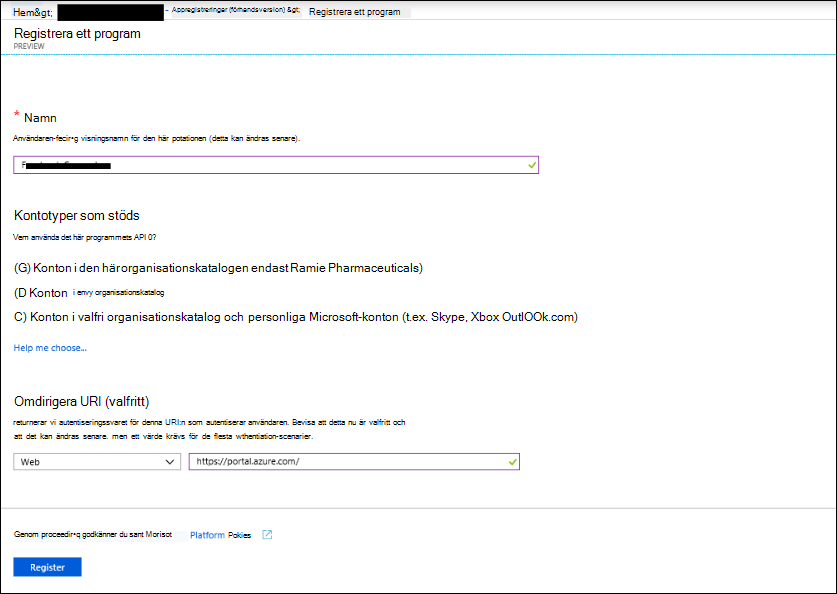 Hem&gt; - Appregistreringar (förhandsversion) &gt; Registrera ett program
Registrera ett program
PREVIEW
* Namn
Användaren-fecir•g visningsnamn för den här potationen (detta kan ändras senare).
Kontotyper som stöds
Vem använda det här programmets API 0?
(G) Konton i den härorganisationskatalogen endast Ramie Pharmaceuticals)
(D Konton i envy organisationskatalog
C) Konton i valfri organisationskatalog och personliga Microsoft-konton (t.ex. Skype, Xbox OutlOOk.com)
Help me choose...
Omdirigera URI (valfritt)
returnerar vi autentiseringssvaret för denna URI:n som autentiserar användaren. Bevisa att detta nu är valfritt och
att det kan ändras senare. men ett värde krävs för de flesta wthentiation-scenarier.
Web https://portal.azure.com/
Genom proceedir•q godkänner du sant Morisot Platform Pokies
Register